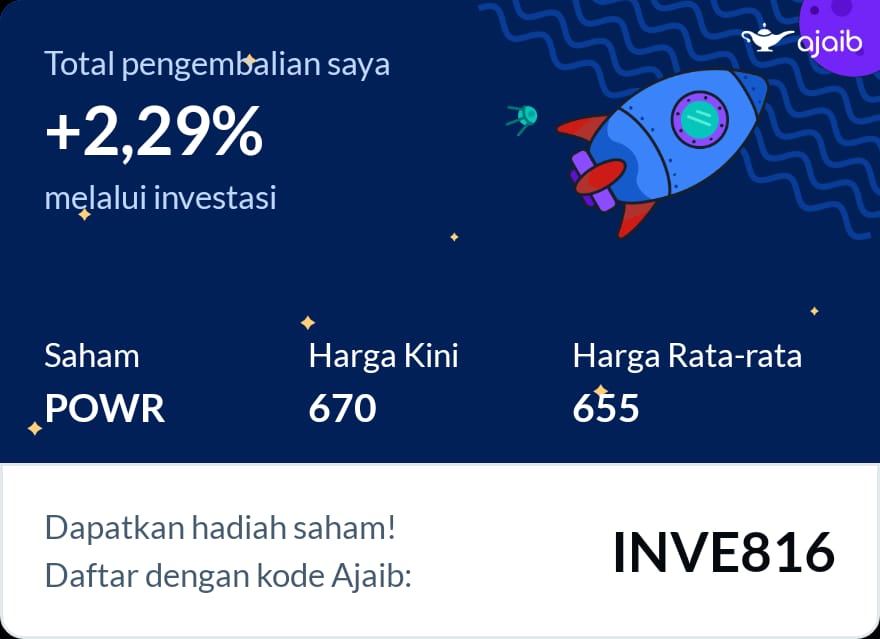 ajaib
Total pengembalian saya
+2,29%
melalui investasi
Saham
POWR
Harga Kini
670
Harga Rata-rata
655
Dapatkan hadiah saham!
Daftar dengan kode Ajaib:
INVE816